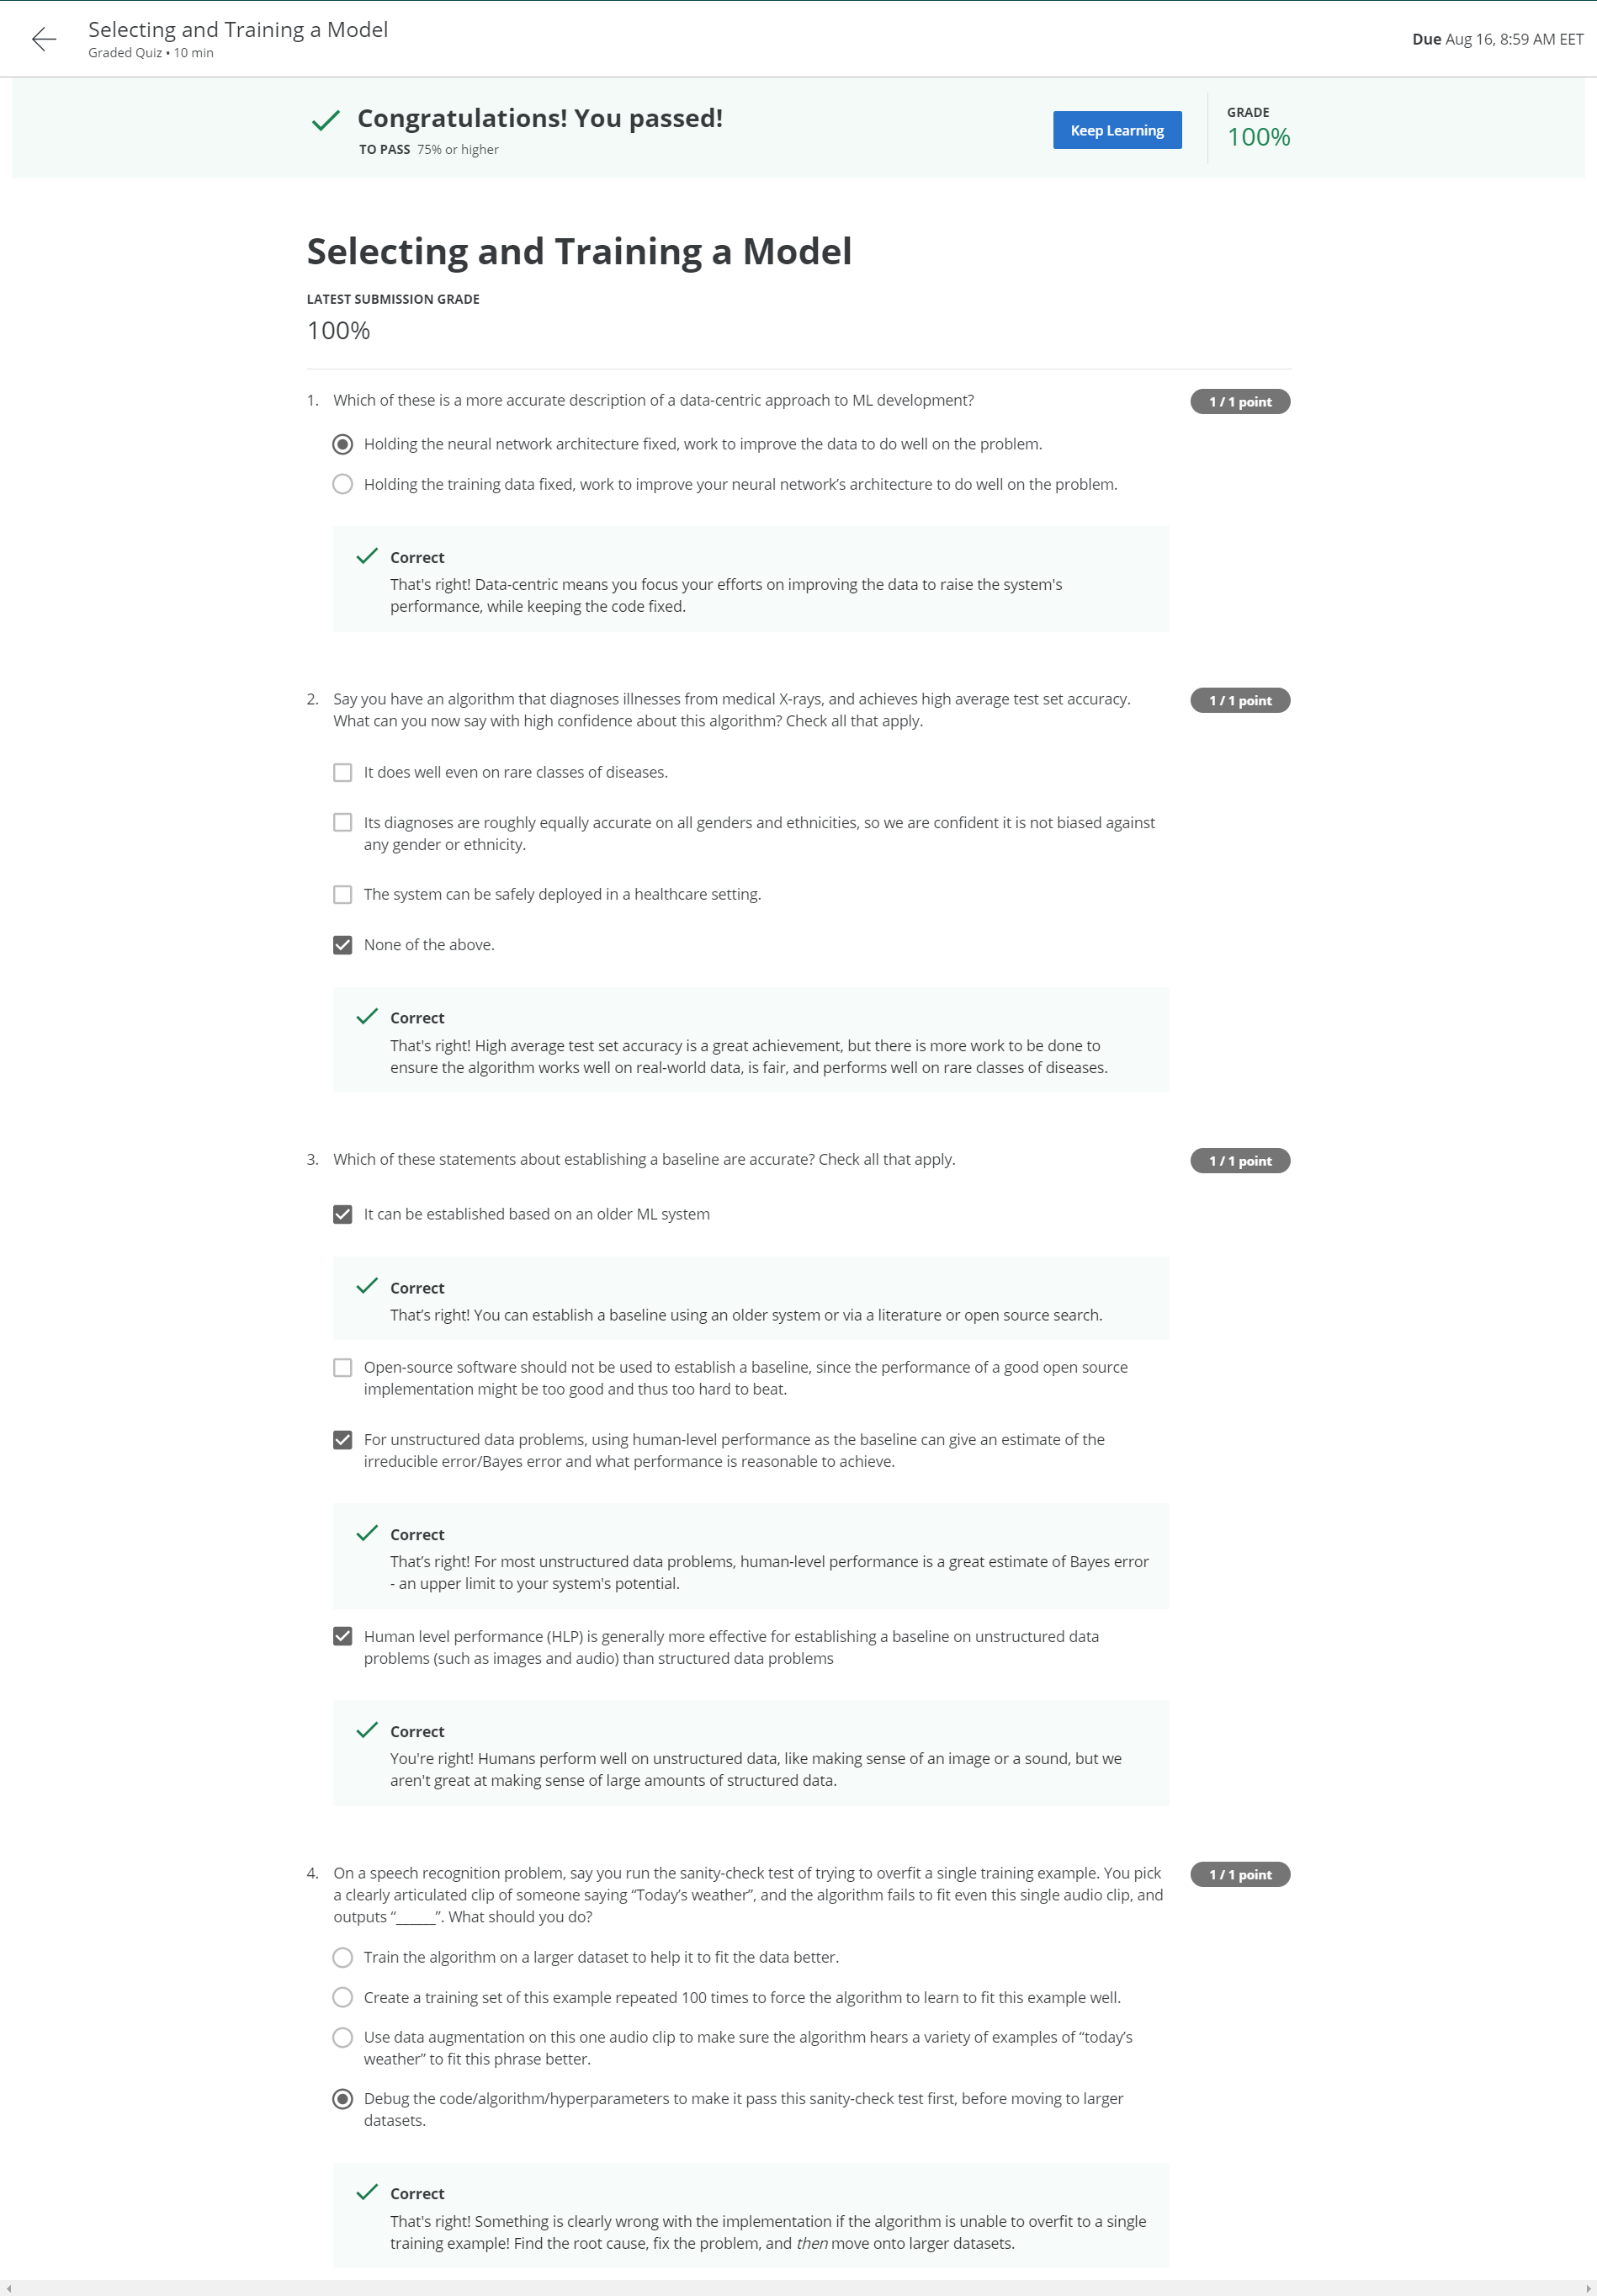 Selecting and Training a Model
Graded Quiz • 10 min
Due Aug 16, 8:59 AM EET
Congratulations! You passed!
TO PASS 75% or higher
Keep Learning
GRADE
100%
Selecting and Training a Model
LATEST SUBMISSION GRADE
100%
1. Which of these is a more accurate description of a data-centric approach to ML development?
1 / 1 point
Holding the neural network architecture fixed, work to improve the data to do well on the problem.
Holding the training data fixed, work to improve your neural network’s architecture to do well on the problem.
Correct
That's right! Data-centric means you focus your efforts on improving the data to raise the system's
performance, while keeping the code fixed.
2. Say you have an algorithm that diagnoses illnesses from medical X-rays, and achieves high average test set accuracy.
What can you now say with high confidence about this algorithm? Check all that apply.
1 / 1 point
It does well even on rare classes of diseases.
Its diagnoses are roughly equally accurate on all genders and ethnicities, so we are confident it is not biased against
any gender or ethnicity.
The system can be safely deployed in a healthcare setting.
None of the above.
Correct
That's right! High average test set accuracy is a great achievement, but there is more work to be done to
ensure the algorithm works well on real-world data, is fair, and performs well on rare classes of diseases.
3. Which of these statements about establishing a baseline are accurate? Check all that apply.
1 / 1 point
It can be established based on an older ML system
Correct
That’s right! You can establish a baseline using an older system or via a literature or open source search.
Open-source software should not be used to establish a baseline, since the performance of a good open source
implementation might be too good and thus too hard to beat.
For unstructured data problems, using human-level performance as the baseline can give an estimate of the
irreducible error/Bayes error and what performance is reasonable to achieve.
Correct
That’s right! For most unstructured data problems, human-level performance is a great estimate of Bayes error
- an upper limit to your system's potential.
Human level performance (HLP) is generally more effective for establishing a baseline on unstructured data
problems (such as images and audio) than structured data problems
Correct
You're right! Humans perform well on unstructured data, like making sense of an image or a sound, but we
aren't great at making sense of large amounts of structured data.
4. On a speech recognition problem, say you run the sanity-check test of trying to overfit a single training example. You pick
a clearly articulated clip of someone saying “Today’s weather”, and the algorithm fails to fit even this single audio clip, and
outputs “______”. What should you do?
1 / 1 point
Train the algorithm on a larger dataset to help it to fit the data better.
Create a training set of this example repeated 100 times to force the algorithm to learn to fit this example well.
Use data augmentation on this one audio clip to make sure the algorithm hears a variety of examples of “today’s
weather” to fit this phrase better.
Debug the code/algorithm/hyperparameters to make it pass this sanity-check test first, before moving to larger
datasets.
Correct
That's right! Something is clearly wrong with the implementation if the algorithm is unable to overfit to a single
training example! Find the root cause, fix the problem, and then move onto larger datasets.